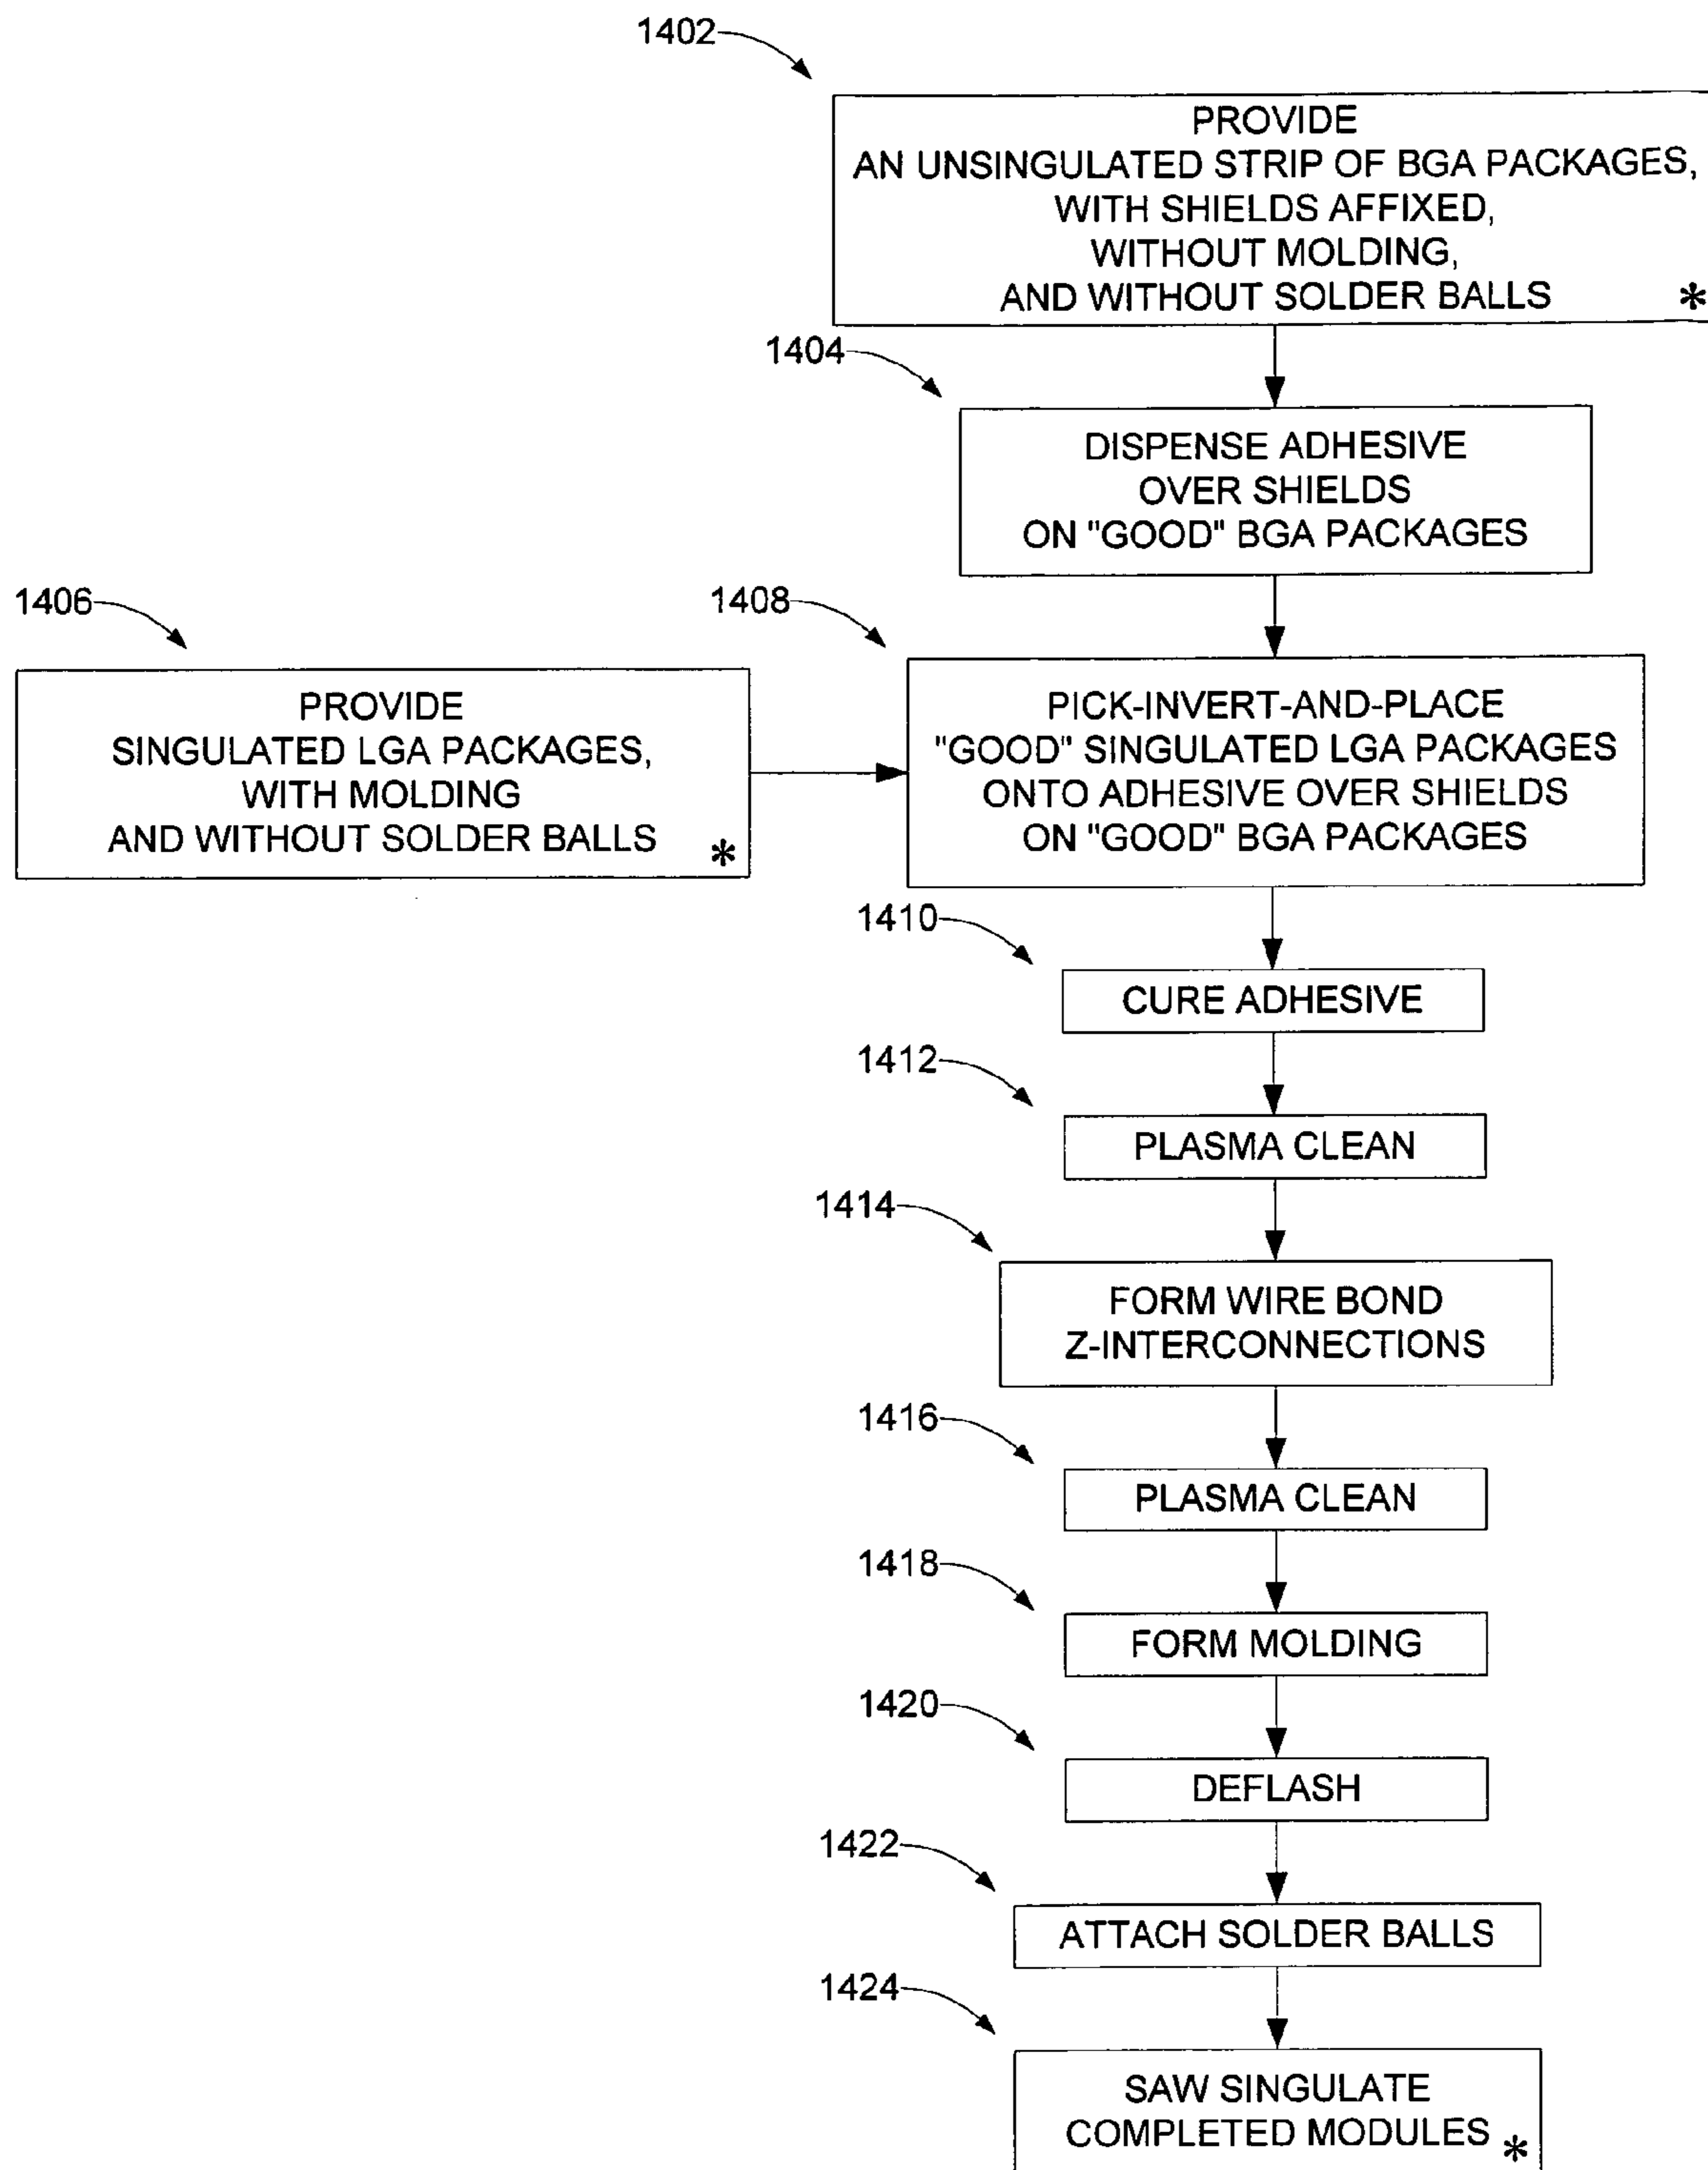 1402
PROVIDE
AN UNSINGULATED STRIP OF BGA PACKAGES,
WITH SHIELDS AFFIXED,
WITHOUT MOLDING,
AND WITHOUT SOLDER BALLS *
1404
DISPENSE ADHESIVE
OVER SHIELDS
ON "GOOD" BGA PACKAGES
1406
PROVIDE
SINGULATED LGA PACKAGES,
WITH MOLDING
AND WITHOUT SOLDER BALLS *
1408
PICK-INVERT-AND-PLACE
"GOOD" SINGULATED LGA PACKAGES
ONTO ADHESIVE OVER SHIELDS
ON "GOOD" BGA PACKAGES
1410
CURE ADHESIVE
1412
PLASMA CLEAN
1414
FORM WIRE BOND
Z-INTERCONNECTIONS
1416
PLASMA CLEAN
1418
FORM MOLDING
1420
DEFLASH
1422
ATTACH SOLDER BALLS
1424
SAW SINGULATE
COMPLETED MODULES *